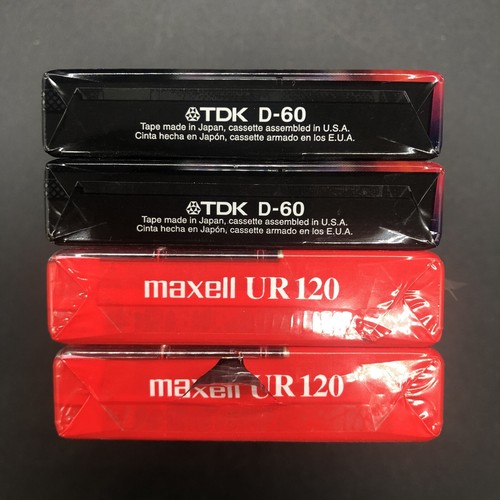 TDK D-60
Tape made in Japan, cassette assembled in U.S.A.
Cinta hecha en Japón, cassette armado en los E.U.A.
TDK D-60
Tape made in Japan, cassette assembled in U.S.A.
Cinta hecha en Japón, cassette armado en los E.U.A.
maxell UR 120
maxell UR 120